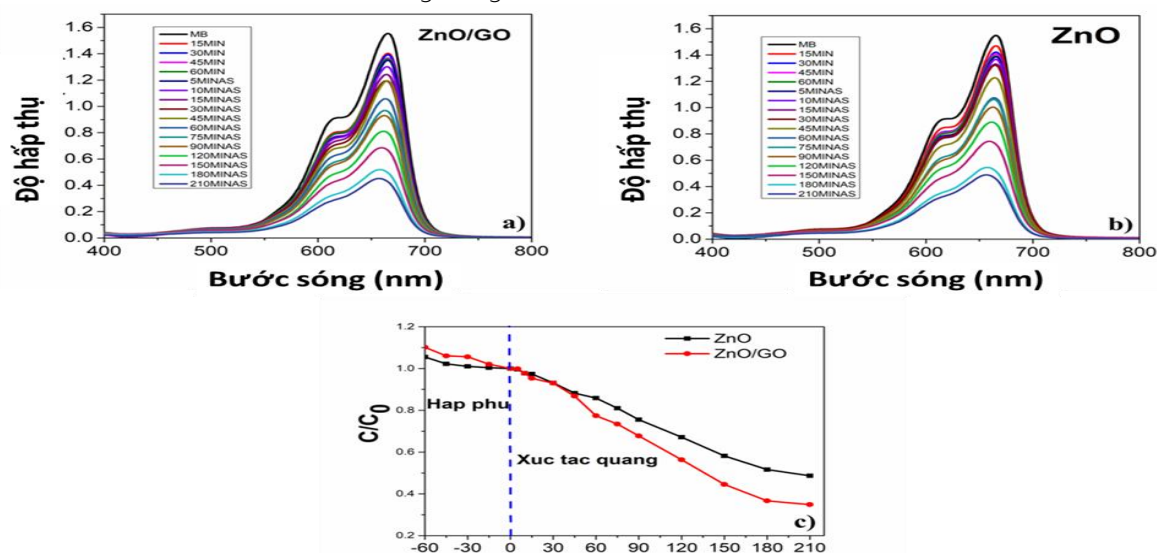 ZnO/GO
MB
15MIN
30MIN
45MIN
60MIN
5MINAS
10MINAS
15MINAS
30MINAS
45MINAS
60MINAS
75MINAS
90MINAS
120MINAS
150MINAS
180MINAS
210MINAS
1.6
1.4
1.2
1.0
0.8
0.6
0.4
0.2
0.0
Độ hấp thụ
a)
400 500 600 700 800
Bước sóng (nm)
ZnO
MB
15MIN
30MIN
45MIN
60MIN
5MINAS
10MINAS
15MINAS
30MINAS
45MINAS
60MINAS
75MINAS
90MINAS
120MINAS
150MINAS
180MINAS
210MINAS
1.6
1.4
1.2
1.0
0.8
0.6
0.4
0.2
0.0
Độ hấp thụ
b)
400 500 600 700 800
Bước sóng (nm)
1.2
1.0
0.8
0.6
0.4
0.2
C/C0
ZnO
ZnO/GO
Hap phu
Xuc tac quang
c)
-60 -30 0 30 60 90 120 150 180 210